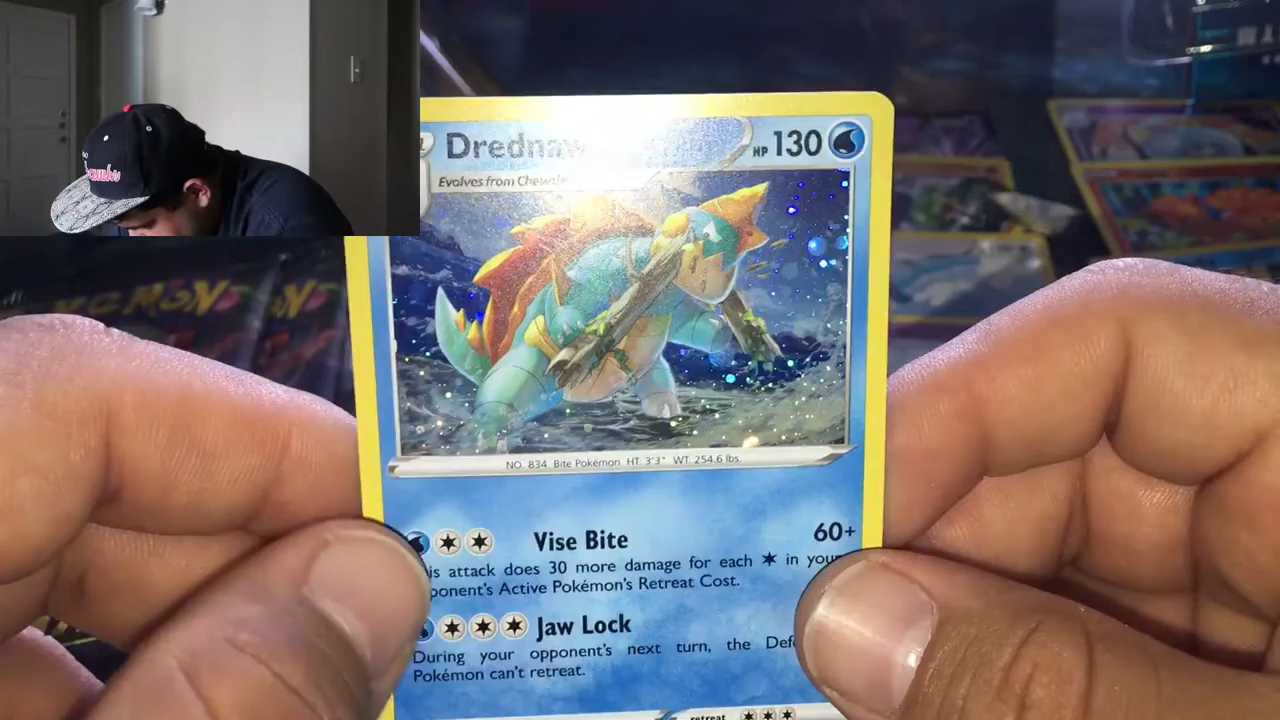 Drednaw
HP 130
Evolves from Chewtle
NO. 834 Bite Pokémon HT: 3'3" WT: 254.6 lbs.
Vise Bite 60+
is attack does 30 more damage for each in your
ponent's Active Pokémon's Retreat Cost.
Jaw Lock
During your opponent's next turn, the Defe
Pokémon can't retreat.
retreat